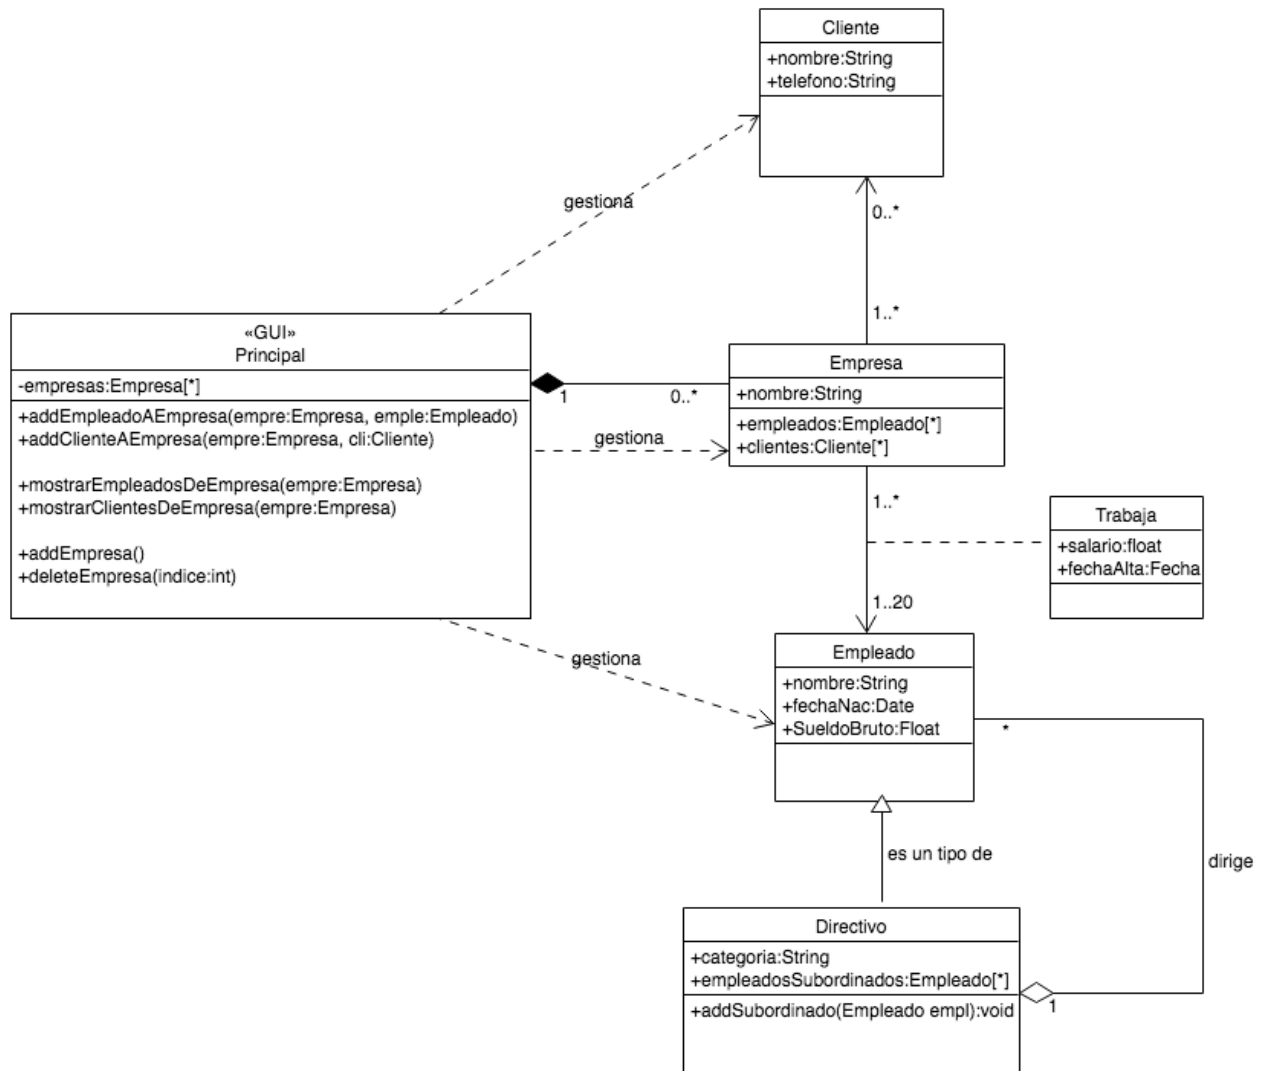 Cliente
+nombre:String
+telefono:String
gestiona
0..*
1..*
«GUI»
Principal
-empresas:Empresa[*]
+addEmpleadoAEmpresa(empre:Empresa, emple:Empleado)
+addClienteAEmpresa(empre:Empresa, cli:Cliente)
+mostrarEmpleadosDeEmpresa(empre:Empresa)
+mostrarClientesDeEmpresa(empre:Empresa)
+addEmpresa()
+deleteEmpresa(indice:int)
1
0..*
gestiona
Empresa
+nombre:String
+empleados:Empleado[*]
+clientes:Cliente[*]
1..*
Trabaja
+salario:float
+fechaAlta:Fecha
1..20
gestiona
Empleado
+nombre:String
+fechaNac:Date
+SueldoBruto:Float
*
es un tipo de
dirige
Directivo
+categoria:String
+empleadosSubordinados:Empleado[*]
+addSubordinado(Empleado empl):void
1